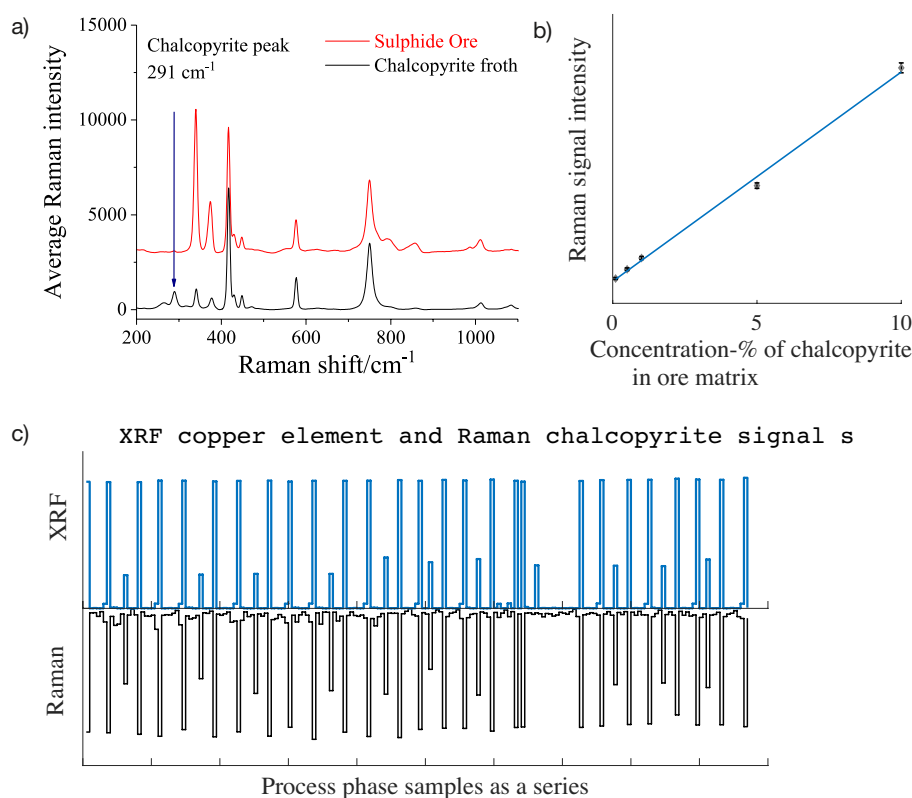 a)
15000
10000
5000
0
Average Raman intensity
Chalcopyrite peak
291 cm⁻¹
Sulphide Ore
Chalcopyrite froth
200 400 600 800 1000
Raman shift/cm⁻¹
b)
Raman signal intensity
0 5 10
Concentration-% of chalcopyrite
in ore matrix
c)
XRF copper element and Raman chalcopyrite signal s
XRF
Raman
Process phase samples as a series